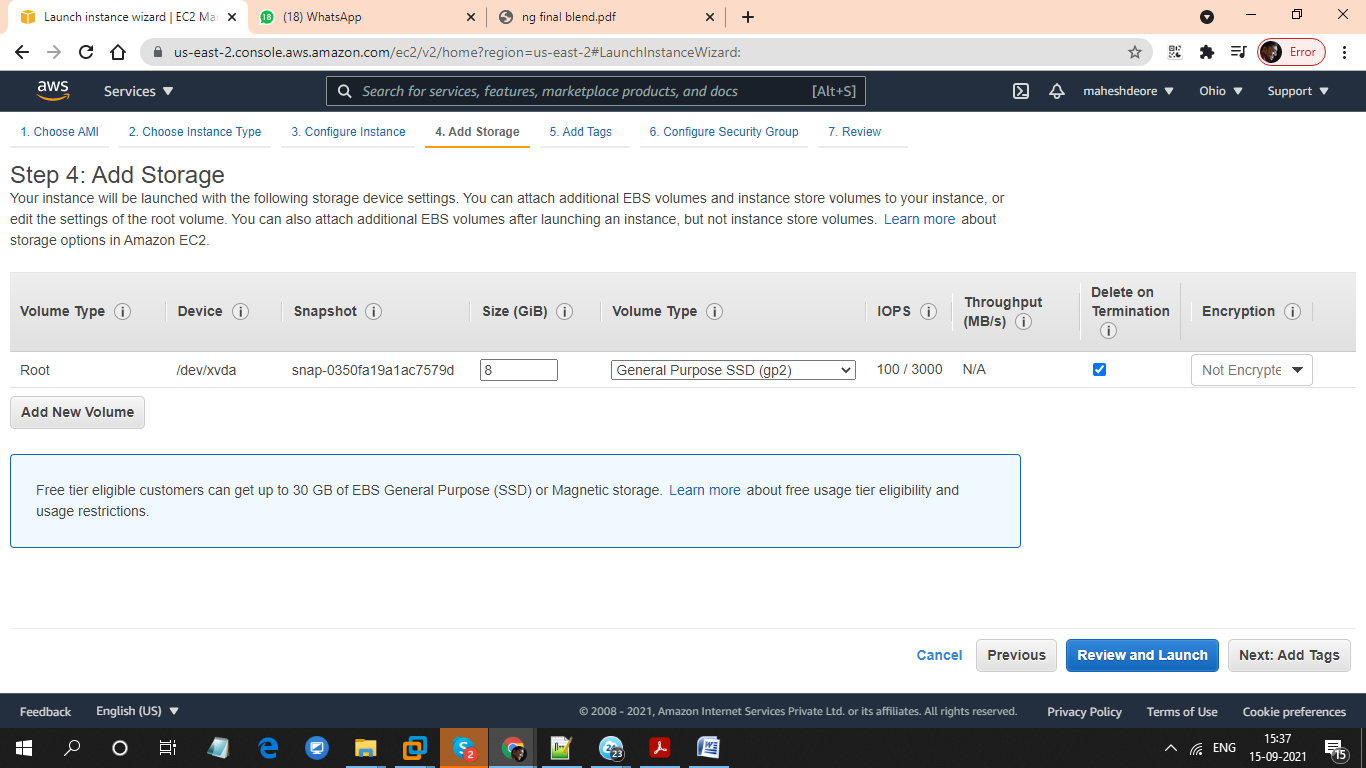 Launch instance wizard | EC2 Ma
(18) WhatsApp
ng final blend.pdf
us-east-2.console.aws.amazon.com/ec2/v2/home?region=us-east-2#LaunchInstanceWizard:
Error
aws
Services
Search for services, features, marketplace products, and docs
[Alt+S]
maheshdeore
Ohio
Support
1. Choose AMI
2. Choose Instance Type
3. Configure Instance
4. Add Storage
5. Add Tags
6. Configure Security Group
7. Review
Step 4: Add Storage
Your instance will be launched with the following storage device settings. You can attach additional EBS volumes and instance store volumes to your instance, or
edit the settings of the root volume. You can also attach additional EBS volumes after launching an instance, but not instance store volumes. Learn more about
storage options in Amazon EC2.
Volume Type
Device
Snapshot
Size (GiB)
Volume Type
IOPS
Throughput
(MB/s)
Delete on
Termination
Encryption
Root
/dev/xvda
snap-0350fa19a1ac7579d
8
General Purpose SSD (gp2)
100 / 3000
N/A
Not Encrypte
Add New Volume
Free tier eligible customers can get up to 30 GB of EBS General Purpose (SSD) or Magnetic storage. Learn more about free usage tier eligibility and
usage restrictions.
Cancel
Previous
Review and Launch
Next: Add Tags
Feedback
English (US)
© 2008 - 2021, Amazon Internet Services Private Ltd. or its affiliates. All rights reserved.
Privacy Policy
Terms of Use
Cookie preferences
ENG
15:37
15-09-2021
15